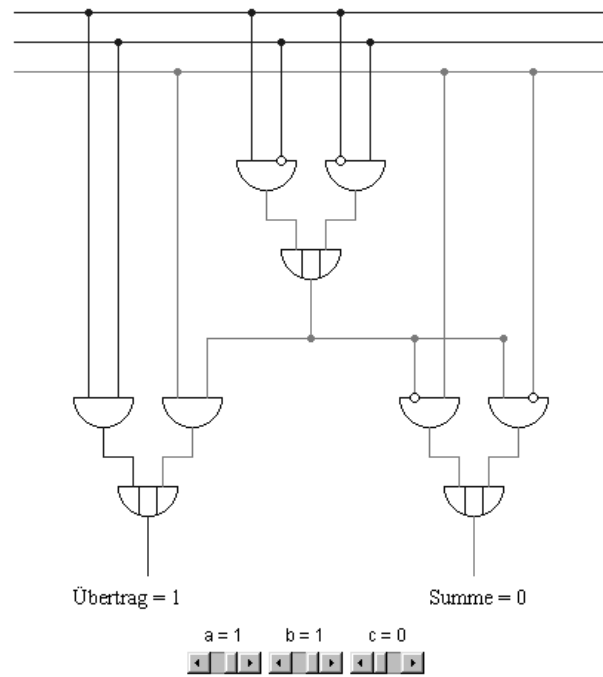 Übertrag = 1 Summe = 0
a = 1 b = 1 c = 0